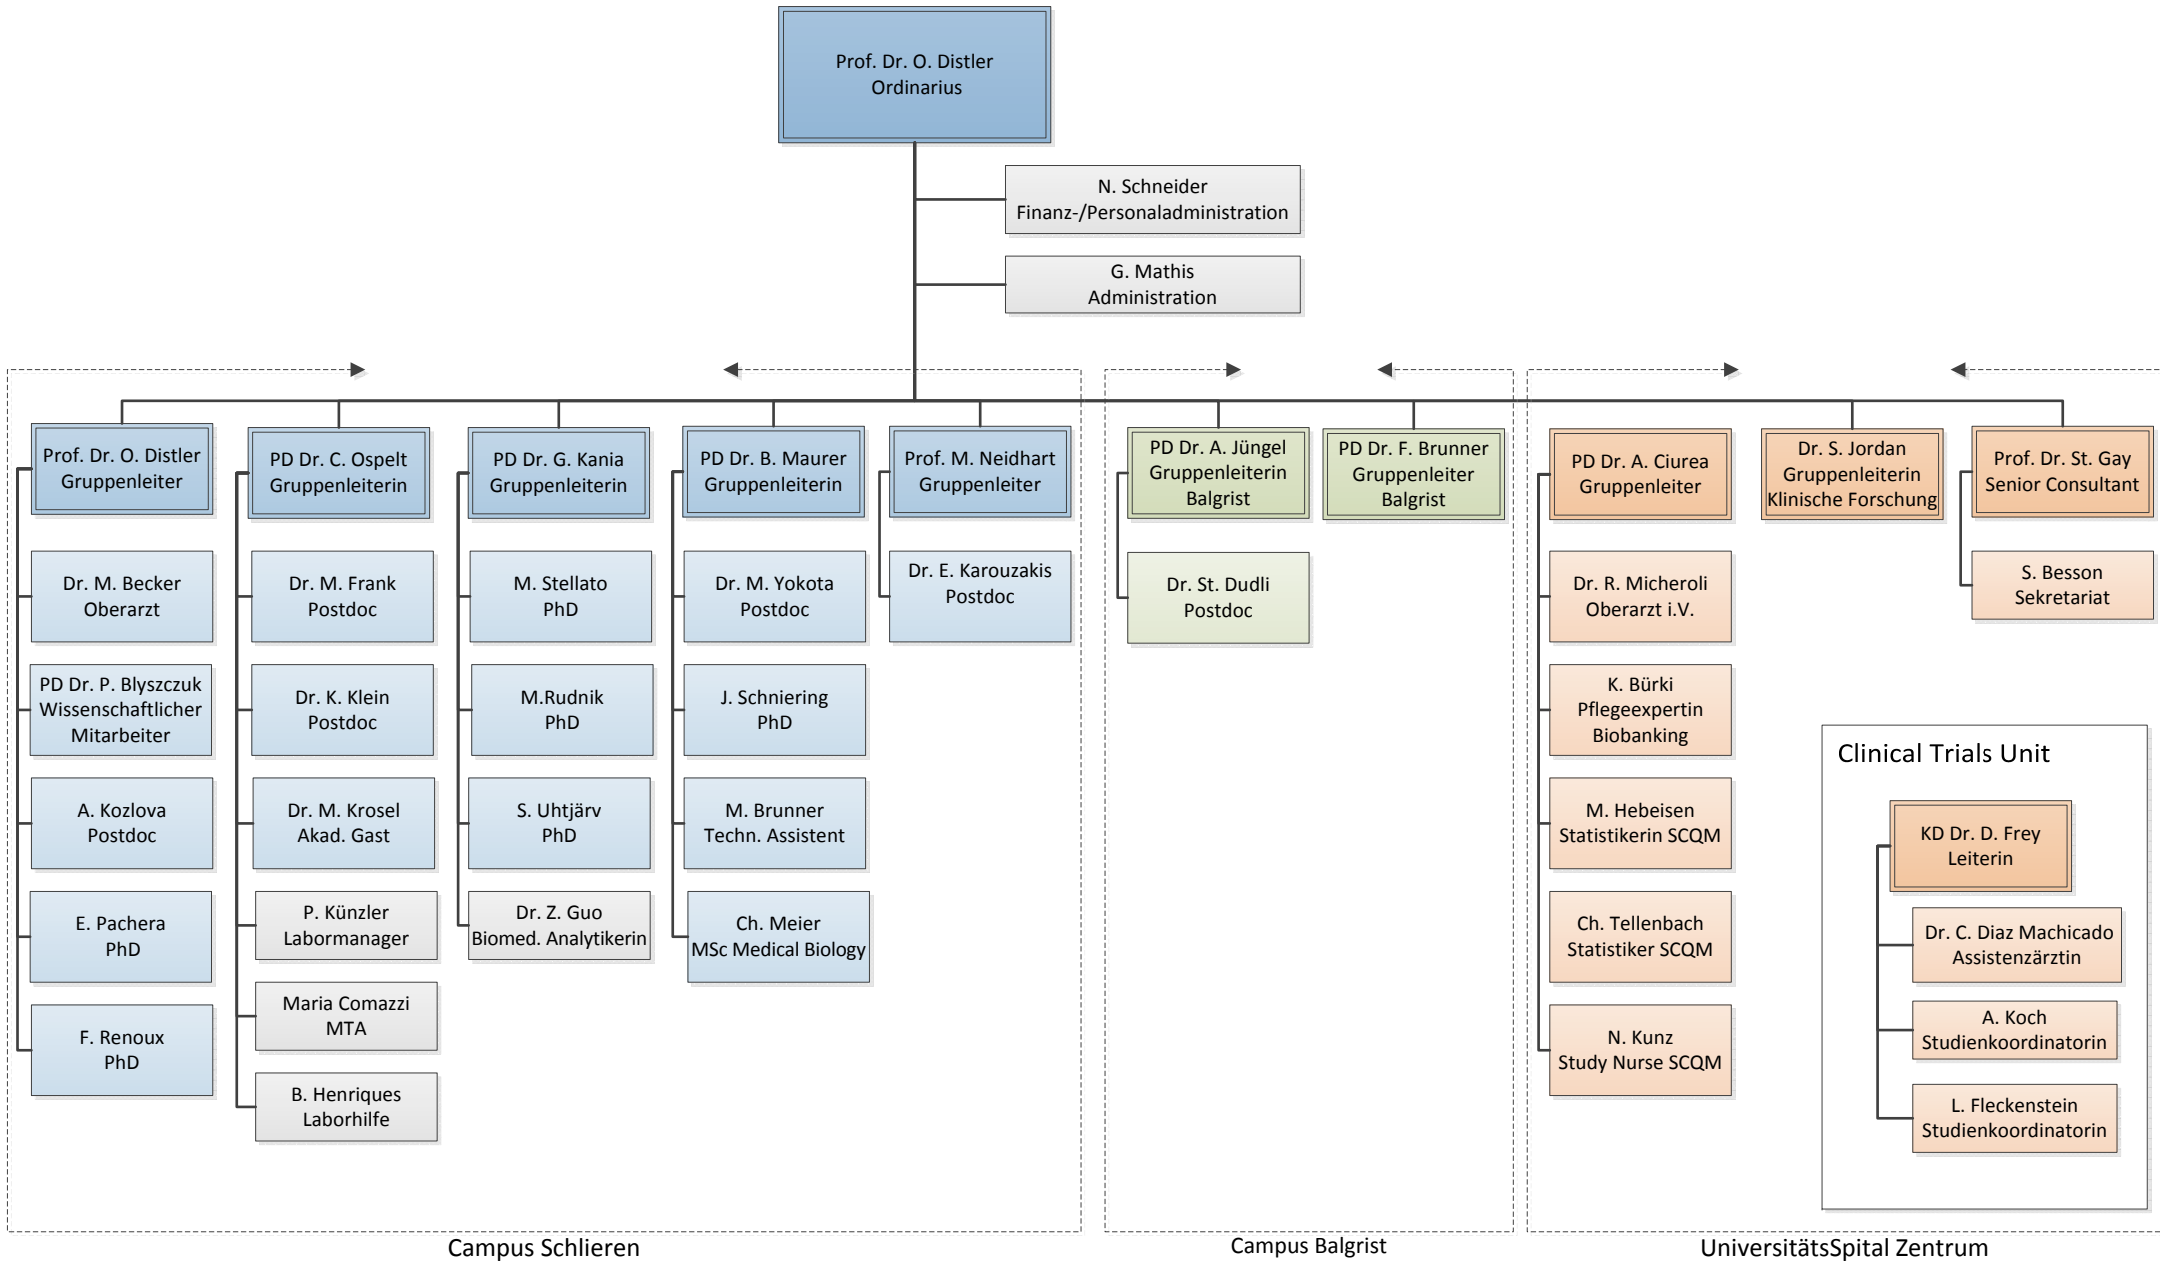 Prof. Dr. O. Distler
Ordinarius
N. Schneider
Finanz-/Personaladministration
G. Mathis
Administration
Prof. Dr. O. Distler
Gruppenleiter
Dr. M. Becker
Oberarzt
PD Dr. P. Blyszczuk
Wissenschaftlicher
Mitarbeiter
A. Kozlova
Postdoc
E. Pachera
PhD
F. Renoux
PhD
PD Dr. C. Ospelt
Gruppenleiterin
Dr. M. Frank
Postdoc
Dr. K. Klein
Postdoc
Dr. M. Krosel
Akad. Gast
P. Künzler
Labormanager
Maria Comazzi
MTA
B. Henriques
Laborhilfe
PD Dr. G. Kania
Gruppenleiterin
M. Stellato
PhD
M.Rudnik
PhD
S. Uhtjärv
PhD
Dr. Z. Guo
Biomed. Analytikerin
PD Dr. B. Maurer
Gruppenleiterin
Dr. M. Yokota
Postdoc
J. Schniering
PhD
M. Brunner
Techn. Assistent
Ch. Meier
MSc Medical Biology
Prof. M. Neidhart
Gruppenleiter
Dr. E. Karouzakis
Postdoc
Campus Schlieren
PD Dr. A. Jüngel
Gruppenleiterin
Balgrist
Dr. St. Dudli
Postdoc
PD Dr. F. Brunner
Gruppenleiter
Balgrist
Campus Balgrist
PD Dr. A. Ciurea
Gruppenleiter
Dr. R. Micheroli
Oberarzt i.V.
K. Bürki
Pflegeexpertin
Biobanking
M. Hebeisen
Statistikerin SCQM
Ch. Tellenbach
Statistiker SCQM
N. Kunz
Study Nurse SCQM
Dr. S. Jordan
Gruppenleiterin
Klinische Forschung
Prof. Dr. St. Gay
Senior Consultant
S. Besson
Sekretariat
Clinical Trials Unit
KD Dr. D. Frey
Leiterin
Dr. C. Diaz Machicado
Assistenzärztin
A. Koch
Studienkoordinatorin
L. Fleckenstein
Studienkoordinatorin
UniversitätsSpital Zentrum